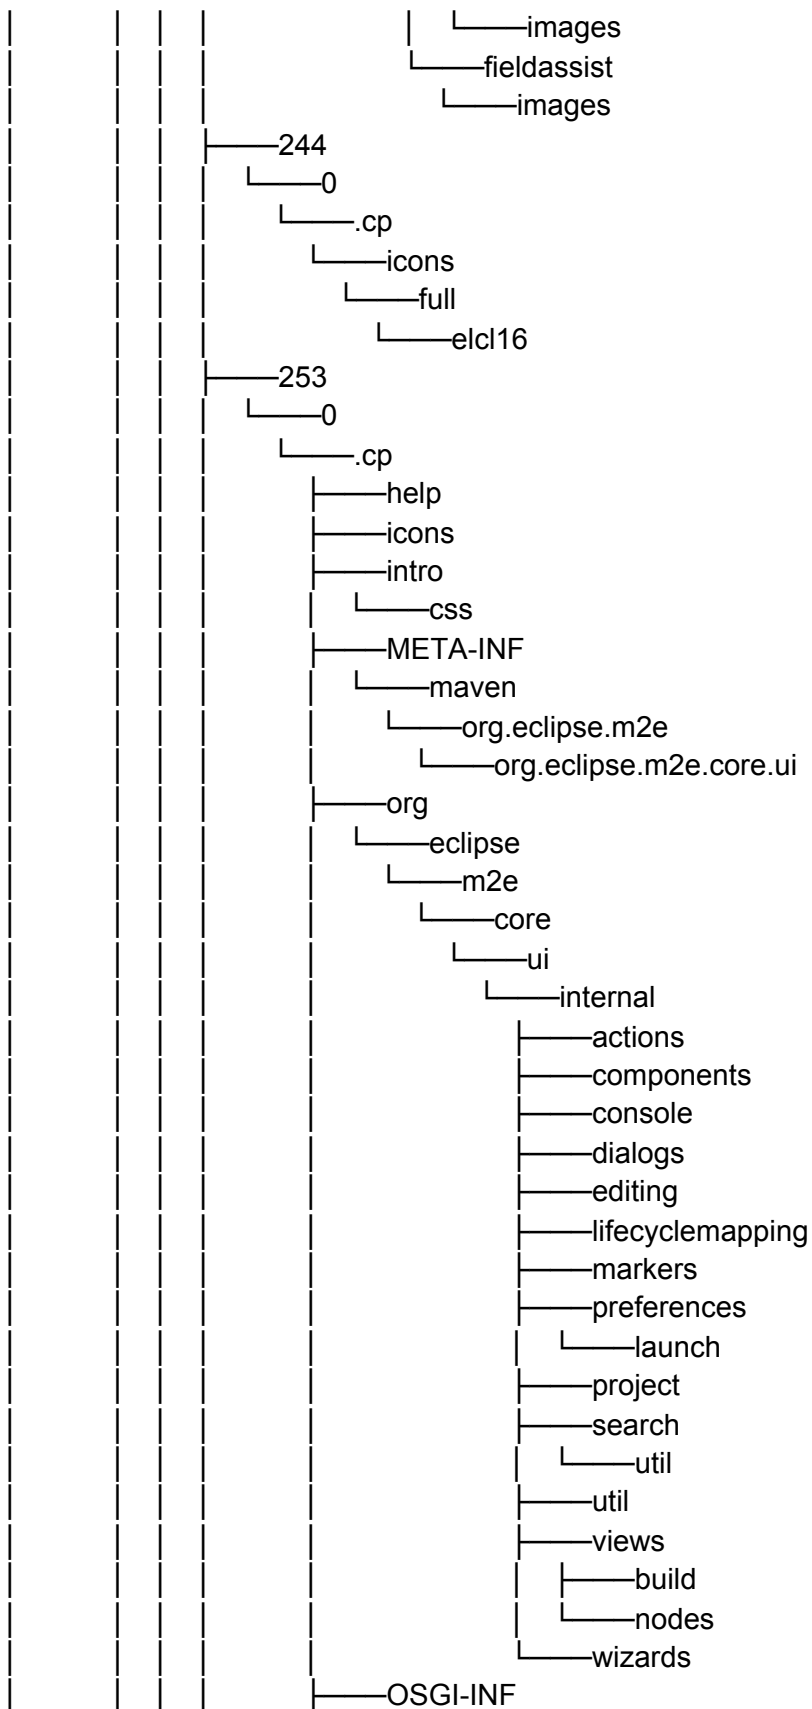 images
fieldassist
images
244
0
.cp
icons
full
elcl16
253
0
.cp
help
icons
intro
css
META-INF
maven
org.eclipse.m2e
org.eclipse.m2e.core.ui
org
eclipse
m2e
core
ui
internal
actions
components
console
dialogs
editing
lifecyclemapping
markers
preferences
launch
project
search
util
util
views
build
nodes
wizards
OSGI-INF